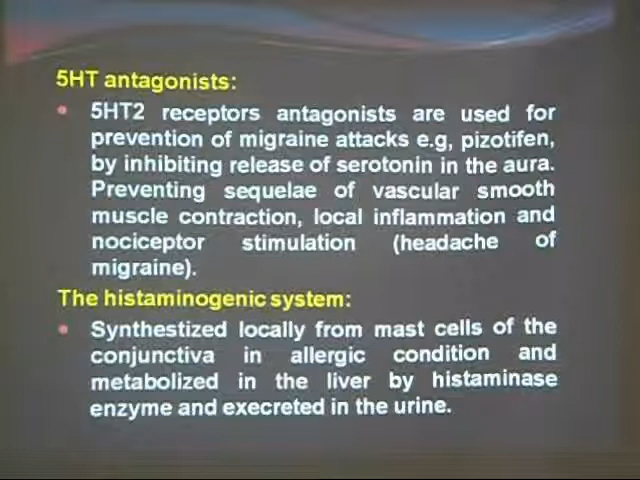 5HT antagonists:
• 5HT2 receptors antagonists are used for
prevention of migraine attacks e.g, pizotifen,
by inhibiting release of serotonin in the aura.
Preventing sequelae of vascular smooth
muscle contraction, local inflammation and
nociceptor stimulation (headache of
migraine).
The histaminogenic system:
• Synthestized locally from mast cells of the
conjunctiva in allergic condition and
metabolized in the liver by histaminase
enzyme and execreted in the urine.